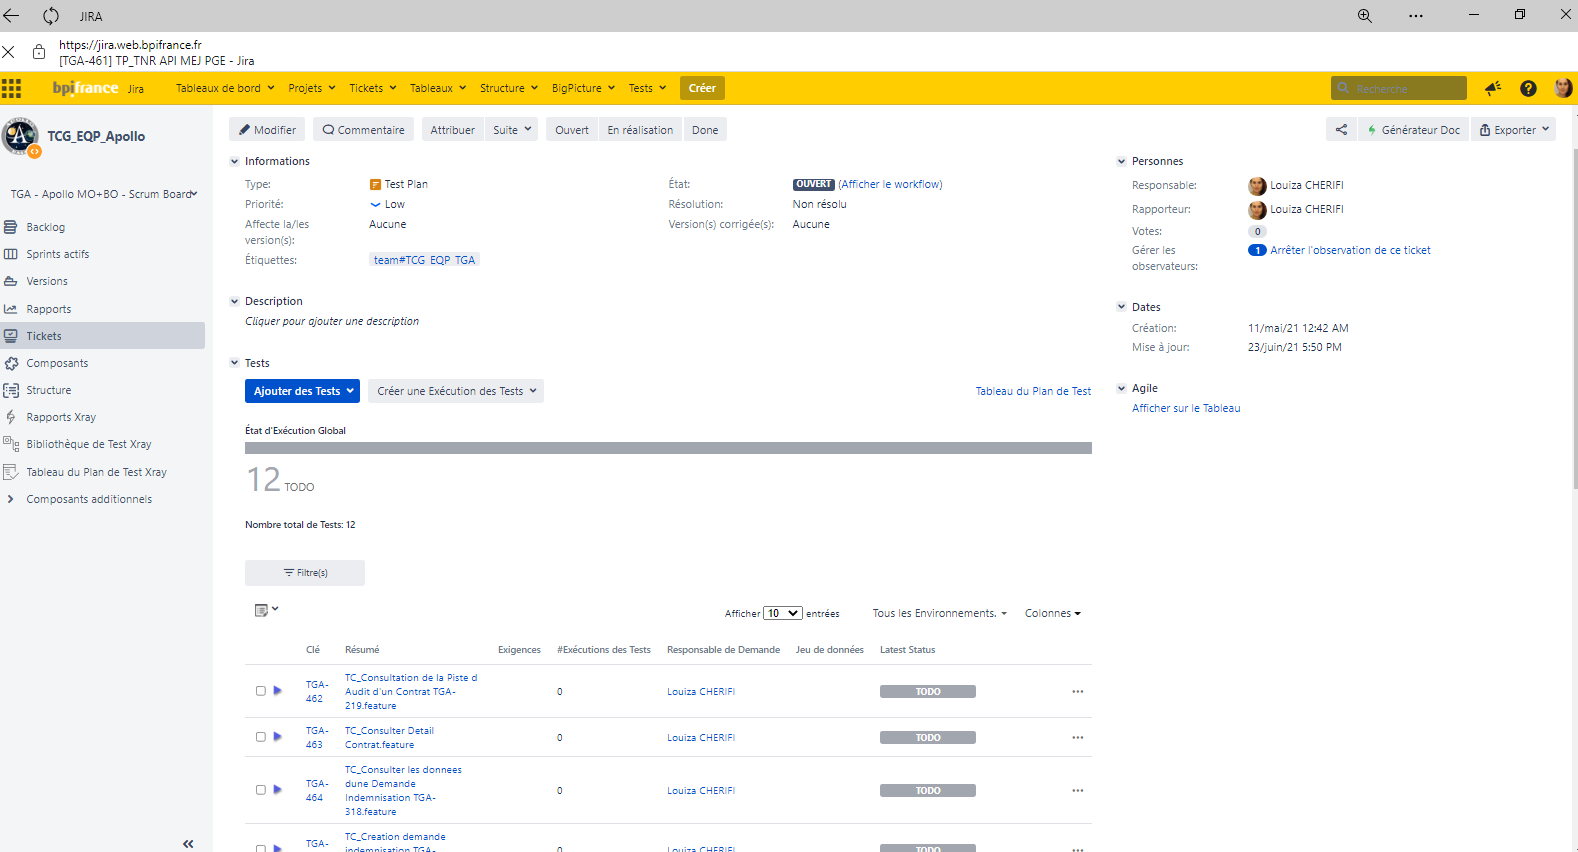 JIRA
https://jira.web.bpifrance.fr
[TGA-461] TP_TNR API MEJ PGE - Jira
bpifrance Jira Tableaux de bord Projets Tickets Tableaux Structure BigPicture Tests Créer Recherche
TCG_EQP_Apollo
TGA - Apollo MO+BO - Scrum Board
Backlog
Sprints actifs
Versions
Rapports
Tickets
Composants
Structure
Rapports Xray
Bibliothèque de Test Xray
Tableau du Plan de Test Xray
Composants additionnels
Modifier Commentaire Attribuer Suite Ouvert En réalisation Done Générateur Doc Exporter
Informations
Type: Test Plan
Priorité: Low
Affecte la/les version(s): Aucune
Étiquettes: team#TCG_EQP_TGA
État: OUVERT (Afficher le workflow)
Résolution: Non résolu
Version(s) corrigée(s): Aucune
Description
Cliquer pour ajouter une description
Tests
Ajouter des Tests Créer une Exécution des Tests Tableau du Plan de Test
État d'Exécution Global
12 TODO
Nombre total de Tests: 12
Filtre(s)
Afficher 10 entrées Tous les Environnements. Colonnes
Clé Résumé Exigences #Exécutions des Tests Responsable de Demande Jeu de données Latest Status
TGA-462 TC_Consultation de la Piste d Audit d'un Contrat TGA-219.feature 0 Louiza CHERIFI TODO
TGA-463 TC_Consulter Detail Contrat.feature 0 Louiza CHERIFI TODO
TGA-464 TC_Consulter les donnees dune Demande Indemnisation TGA-318.feature 0 Louiza CHERIFI TODO
TGA- TC_Creation demande indemnisation TGA- 0 Louiza CHERIFI TODO
Personnes
Responsable: Louiza CHERIFI
Rapporteur: Louiza CHERIFI
Votes: 0
Gérer les observateurs: 1 Arrêter l'observation de ce ticket
Dates
Création: 11/mai/21 12:42 AM
Mise à jour: 23/juin/21 5:50 PM
Agile
Afficher sur le Tableau